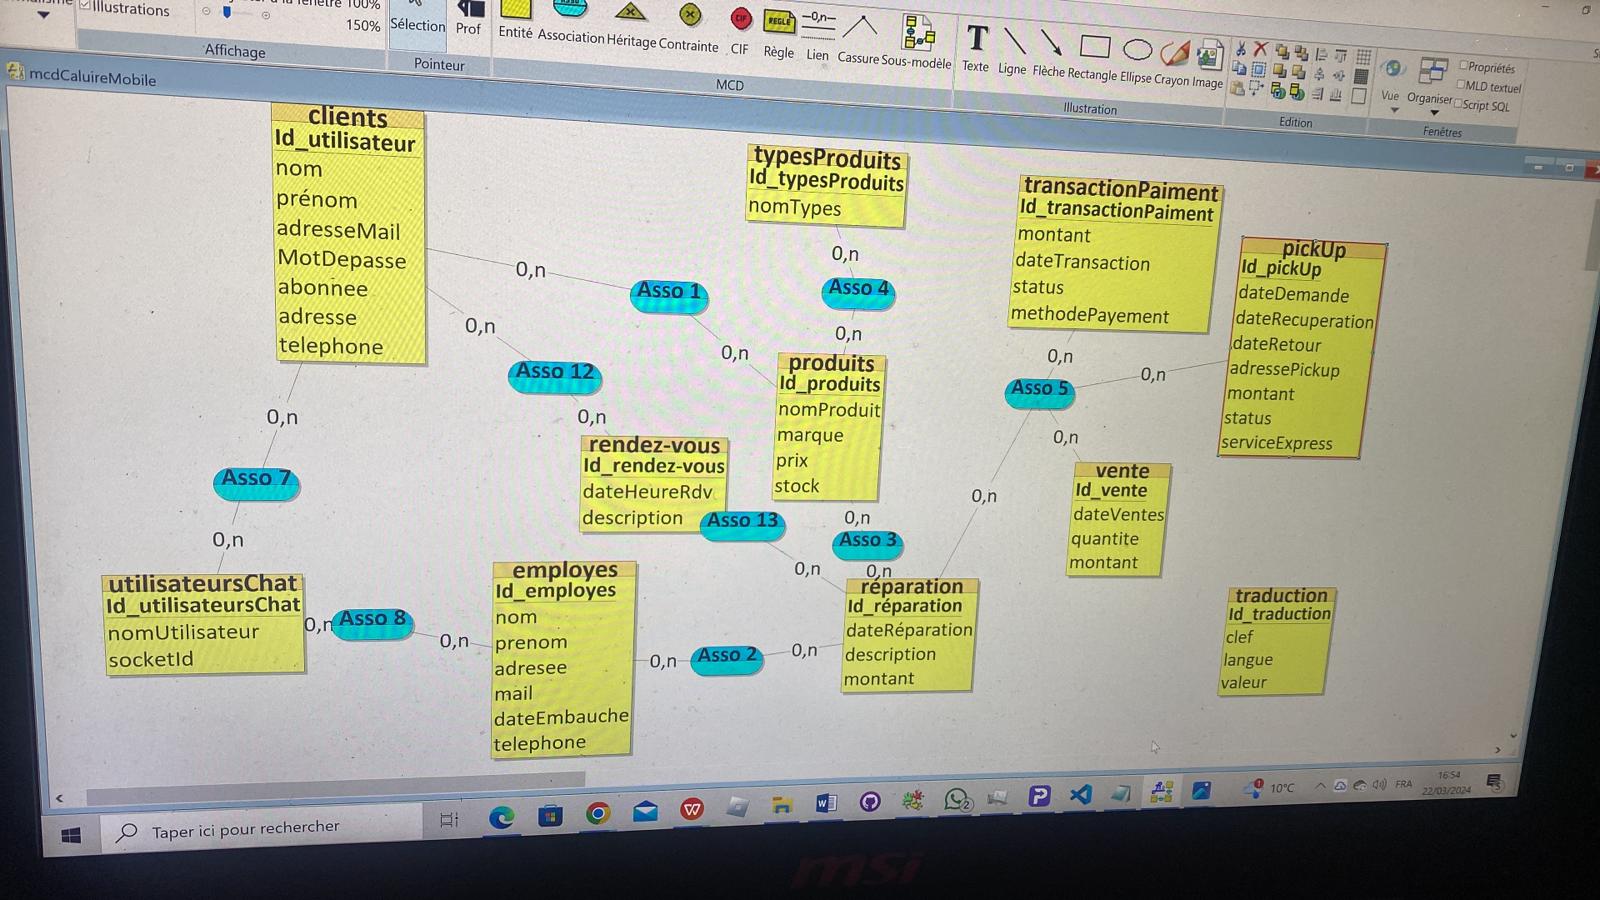 Illustrations
100%
150%
Affichage
Sélection
Prof
Pointeur
Entité
Association
Héritage
Contrainte
CIF
CIF
REGLE
Règle
–0,n–
Lien
Cassure
Sous-modèle
MCD
T
Texte
Ligne
Flèche
Rectangle
Ellipse
Crayon
Image
Illustration
Edition
Vue
Organiser
Propriétés
MLD textuel
Script SQL
Fenêtres
mcdCaluireMobile
clients
Id_utilisateur
nom
prénom
adresseMail
MotDepasse
abonnee
adresse
telephone
0,n
Asso 1
0,n
0,n
Asso 12
0,n
0,n
Asso 7
0,n
typesProduits
Id_typesProduits
nomTypes
0,n
Asso 4
0,n
produits
Id_produits
nomProduit
marque
prix
stock
0,n
Asso 3
0,n
transactionPaiment
Id_transactionPaiment
montant
dateTransaction
status
methodePayement
0,n
Asso 5
0,n
0,n
0,n
pickUp
Id_pickUp
dateDemande
dateRecuperation
dateRetour
adressePickup
montant
status
serviceExpress
vente
Id_vente
dateVentes
quantite
montant
rendez-vous
Id_rendez-vous
dateHeureRdv
description
Asso 13
0,n
utilisateursChat
Id_utilisateursChat
nomUtilisateur
socketId
0,n
Asso 8
0,n
employes
Id_employes
nom
prenom
adresee
mail
dateEmbauche
telephone
0,n
Asso 2
0,n
réparation
Id_réparation
dateRéparation
description
montant
traduction
Id_traduction
clef
langue
valeur
Taper ici pour rechercher
10°C
FRA
16:54
22/03/2024
msi